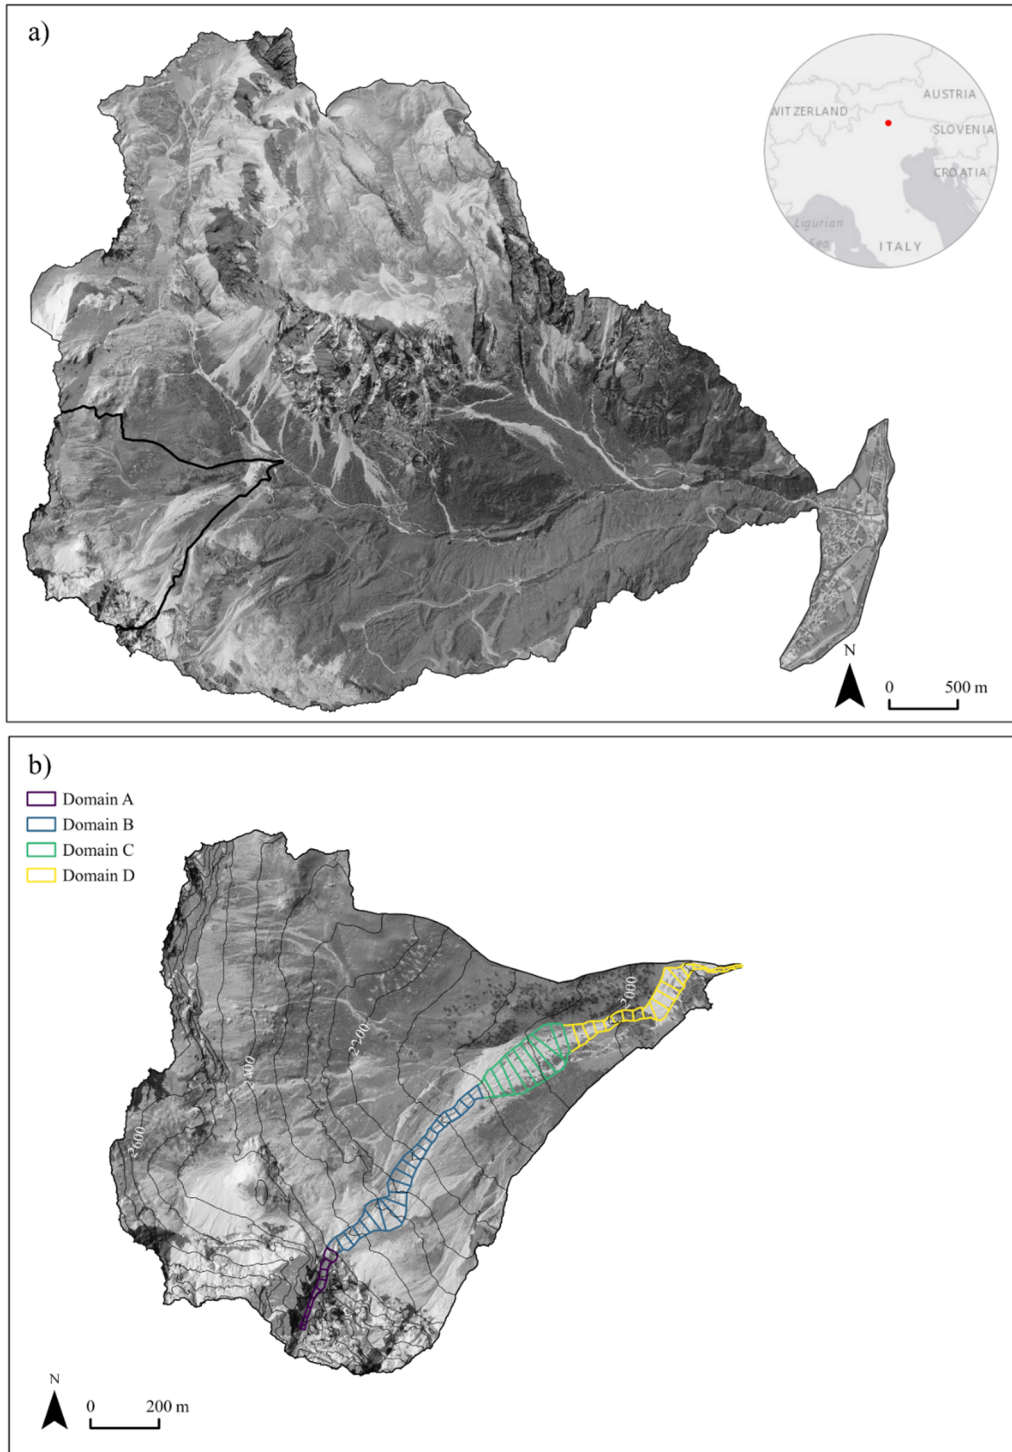 a)
AUSTRIA
WITZERLAND
SLOVENIA
CROATIA
Ligurian
Sea
ITALY
N
0 500 m
b)
Domain A
Domain B
Domain C
Domain D
2000
2200
2400
2600
N
0 200 m